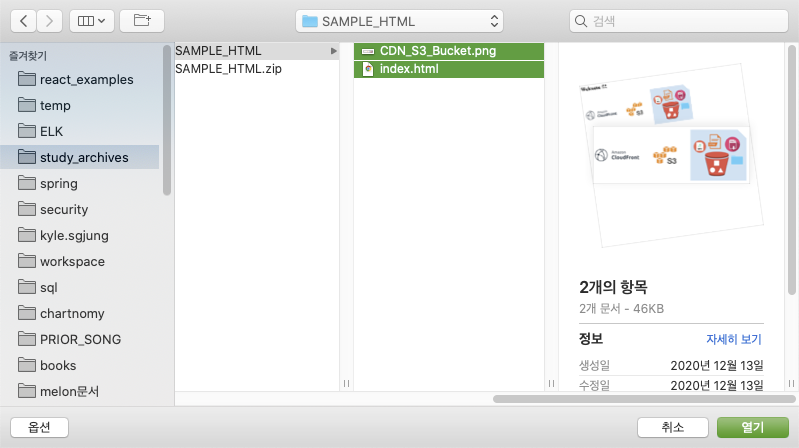 SAMPLE_HTML
검색
즐겨찾기
react_examples
temp
ELK
study_archives
spring
security
kyle.sgjung
workspace
sql
chartnomy
PRIOR_SONG
books
melon문서
SAMPLE_HTML
SAMPLE_HTML.zip
CDN_S3_Bucket.png
index.html
Amazon
CloudFront
S3
Amazon
CloudFront
S3
2개의 항목
2개 문서 - 46KB
정보
자세히 보기
생성일 2020년 12월 13일
수정일 2020년 12월 13일
옵션
취소
열기